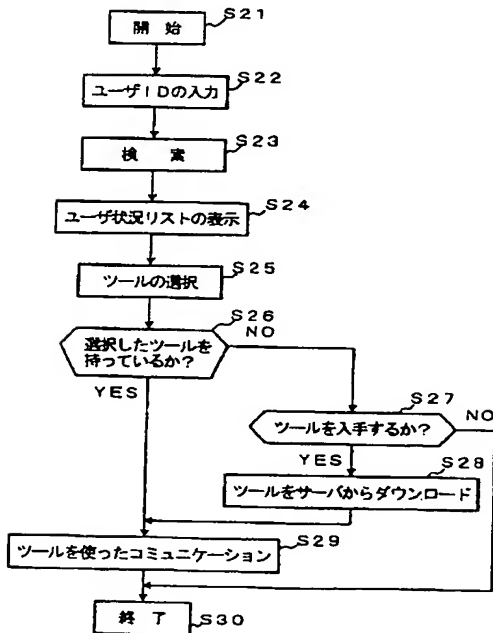 S21
開始
S22
ユーザIDの入力
S23
検索
S24
ユーザ状況リストの表示
S25
ツールの選択
S26
選択したツールを
持っているか?
NO
YES
S27
ツールを入手するか?
NO
YES
S28
ツールをサーバからダウンロード
S29
ツールを使ったコミュニケーション
終了
S30